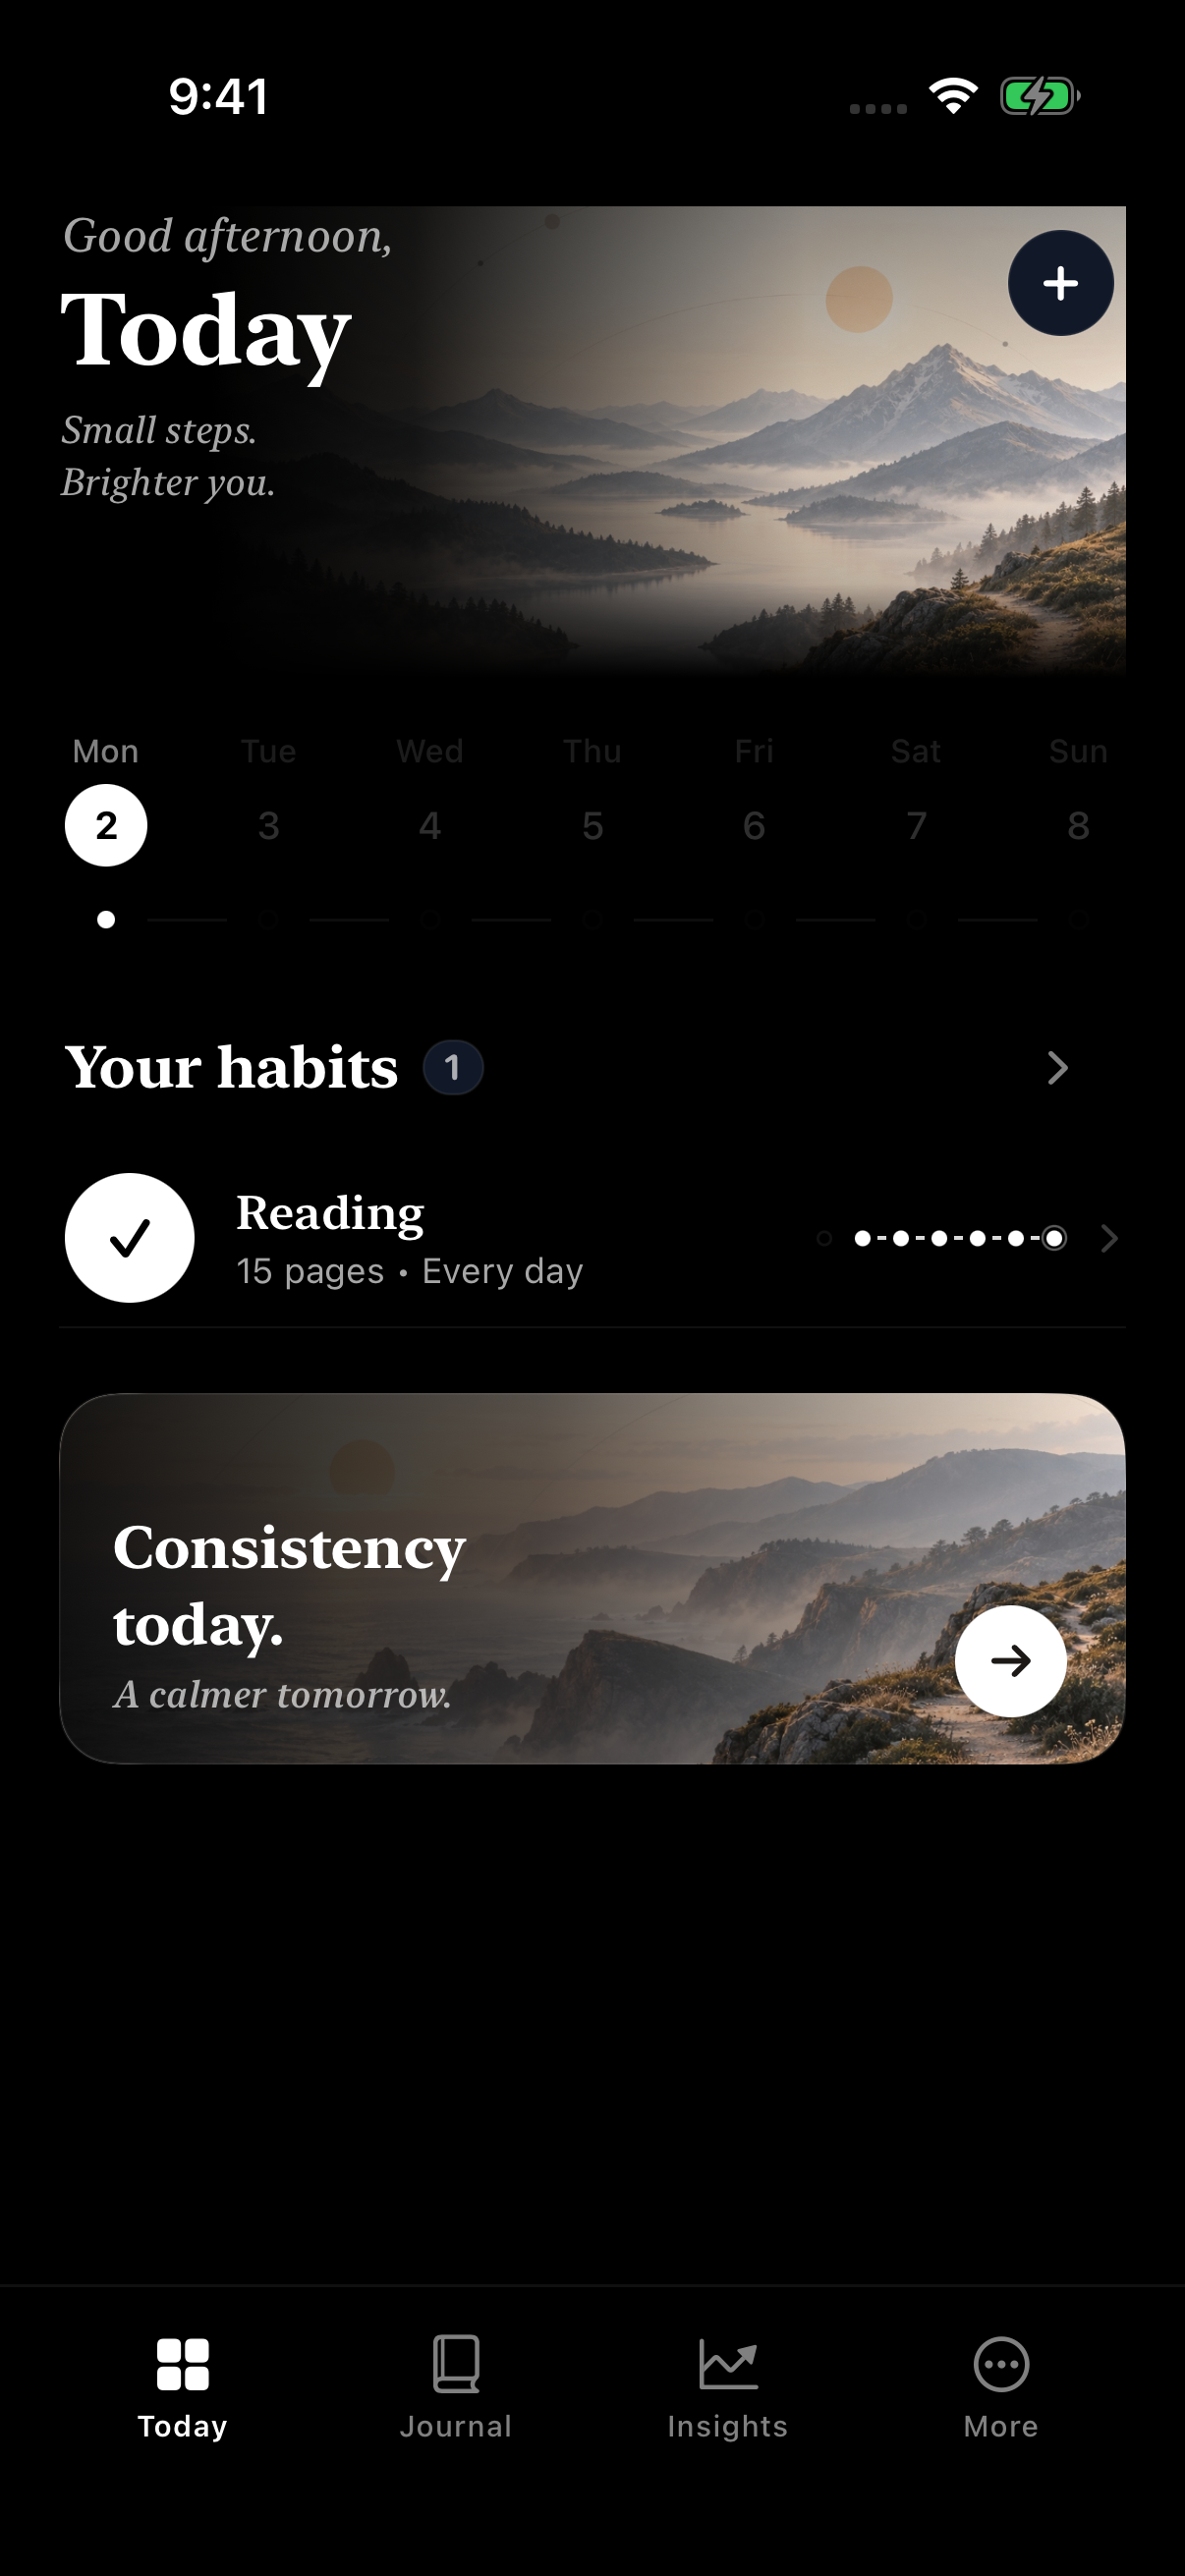 9:41
Good afternoon,
Today
Small steps.
Brighter you.
Mon Tue Wed Thu Fri Sat Sun
2 3 4 5 6 7 8
Your habits 1
Reading
15 pages • Every day
Consistency
today.
A calmer tomorrow.
Today Journal Insights More